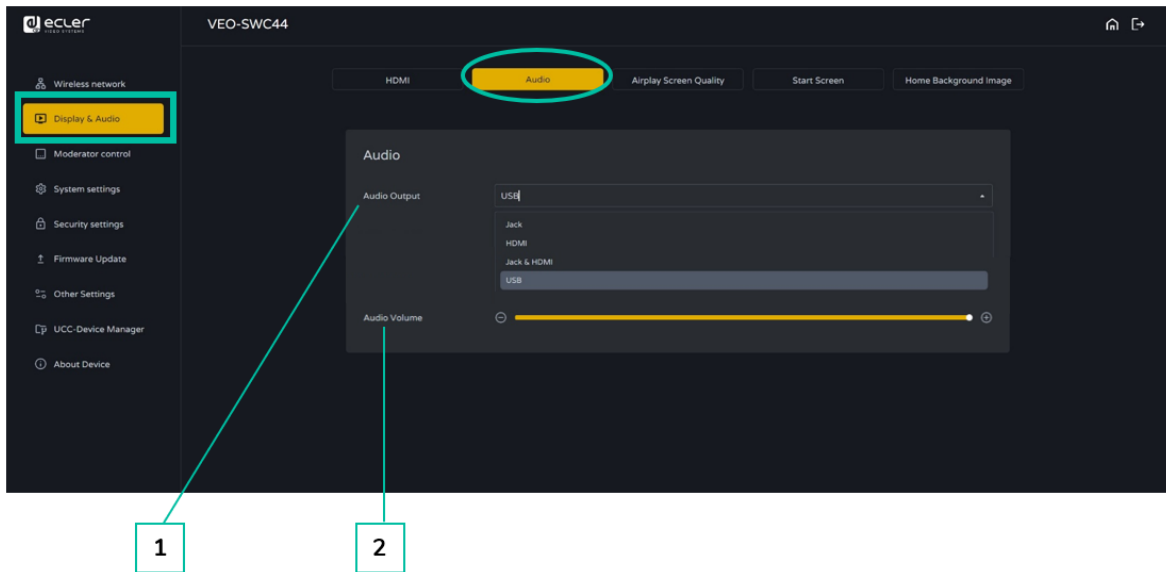 ecler
VIDEO SYSTEMS
VEO-SWC44
Wireless network
Display & Audio
Moderator control
System settings
Security settings
Firmware Update
Other Settings
UCC-Device Manager
About Device
HDMI
Audio
Airplay Screen Quality
Start Screen
Home Background Image
Audio
Audio Output
USB
Jack
HDMI
Jack & HDMI
USB
Audio Volume
1
2